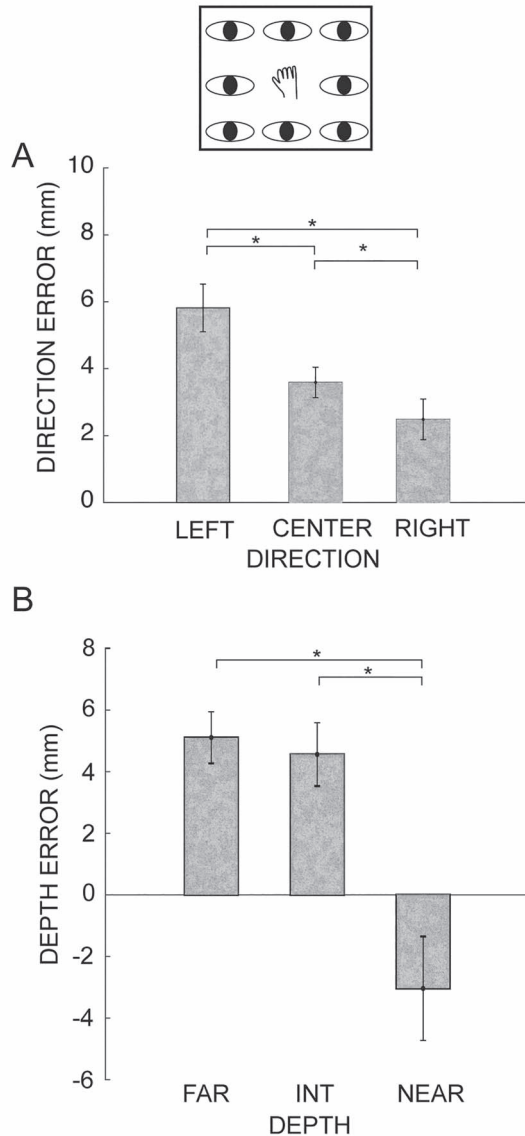 A
DIRECTION ERROR (mm)
10
8
6
4
2
0
*
*
*
LEFT CENTER RIGHT
DIRECTION
B
DEPTH ERROR (mm)
8
6
4
2
0
-2
-4
-6
*
*
FAR INT NEAR
DEPTH